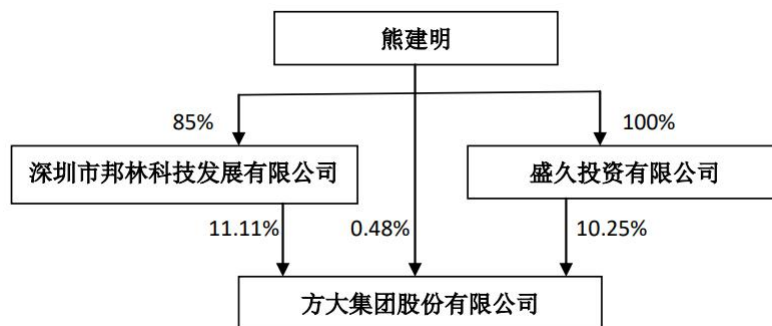 熊建明
85%
100%
深圳市邦林科技发展有限公司
盛久投资有限公司
11.11%
0.48%
10.25%
方大集团股份有限公司